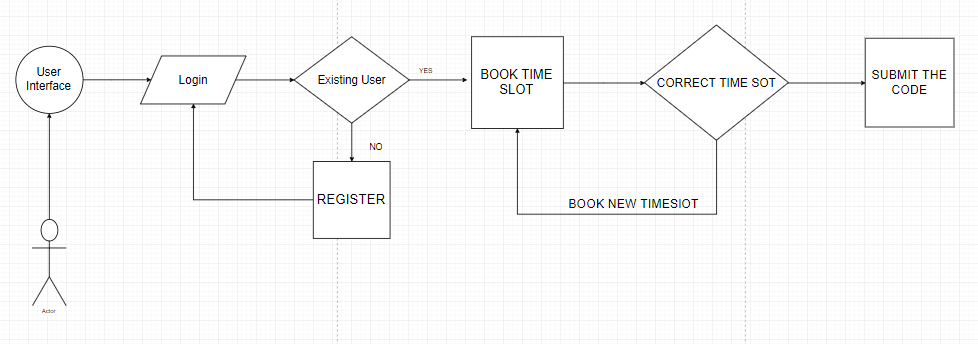 User
Interface
Login
Existing User
YES
NO
REGISTER
BOOK TIME
SLOT
CORRECT TIME SOT
BOOK NEW TIMESIOT
SUBMIT THE
CODE
Actor